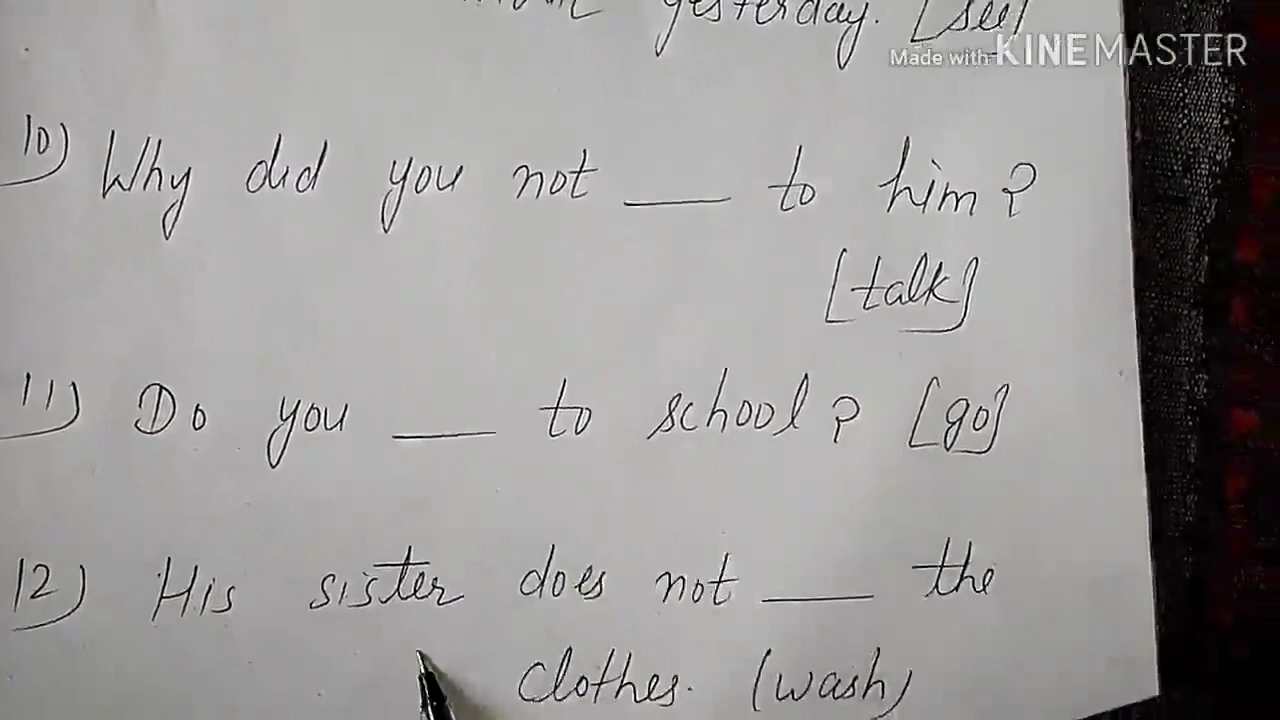 yesterday. [see]
Made with KINEMASTER
10) Why did you not ___ to him?
[talk]
11) Do you ___ to school? [go]
12) His sister does not ___ the
clothes. (wash)